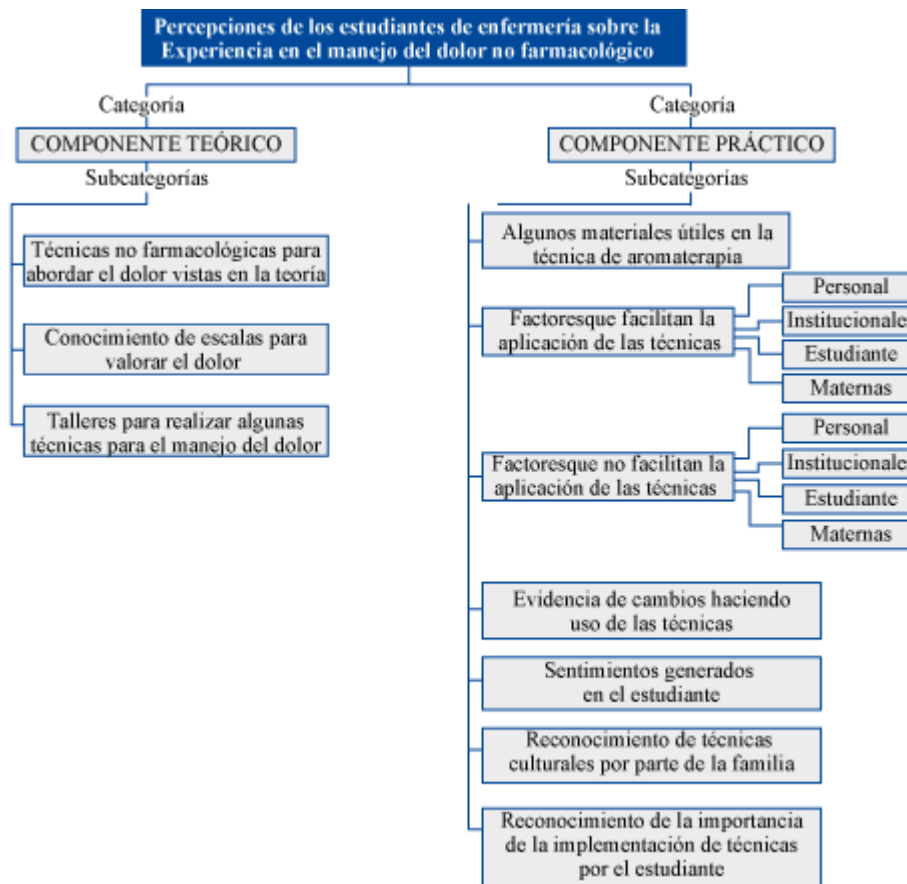 Percepciones de los estudiantes de enfermería sobre la
Experiencia en el manejo del dolor no farmacológico
Categoría
COMPONENTE TEÓRICO
Subcategorías
Técnicas no farmacológicas para
abordar el dolor vistas en la teoría
Conocimiento de escalas para
valorar el dolor
Talleres para realizar algunas
técnicas para el manejo del dolor
Categoría
COMPONENTE PRÁCTICO
Subcategorías
Algunos materiales útiles en la
técnica de aromaterapia
Factoresque facilitan la
aplicación de las técnicas
Personal
Institucionale
Estudiante
Maternas
Factoresque no facilitan la
aplicación de las técnicas
Personal
Institucionale
Estudiante
Maternas
Evidencia de cambios haciendo
uso de las técnicas
Sentimientos generados
en el estudiante
Reconocimiento de técnicas
culturales por parte de la familia
Reconocimiento de la importancia
de la implementación de técnicas
por el estudiante